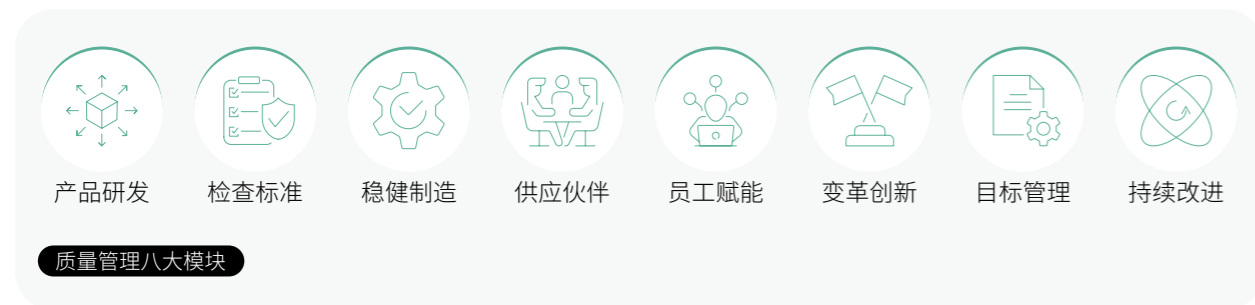 产品研发 检查标准 稳健制造 供应伙伴 员工赋能 变革创新 目标管理 持续改进
质量管理八大模块